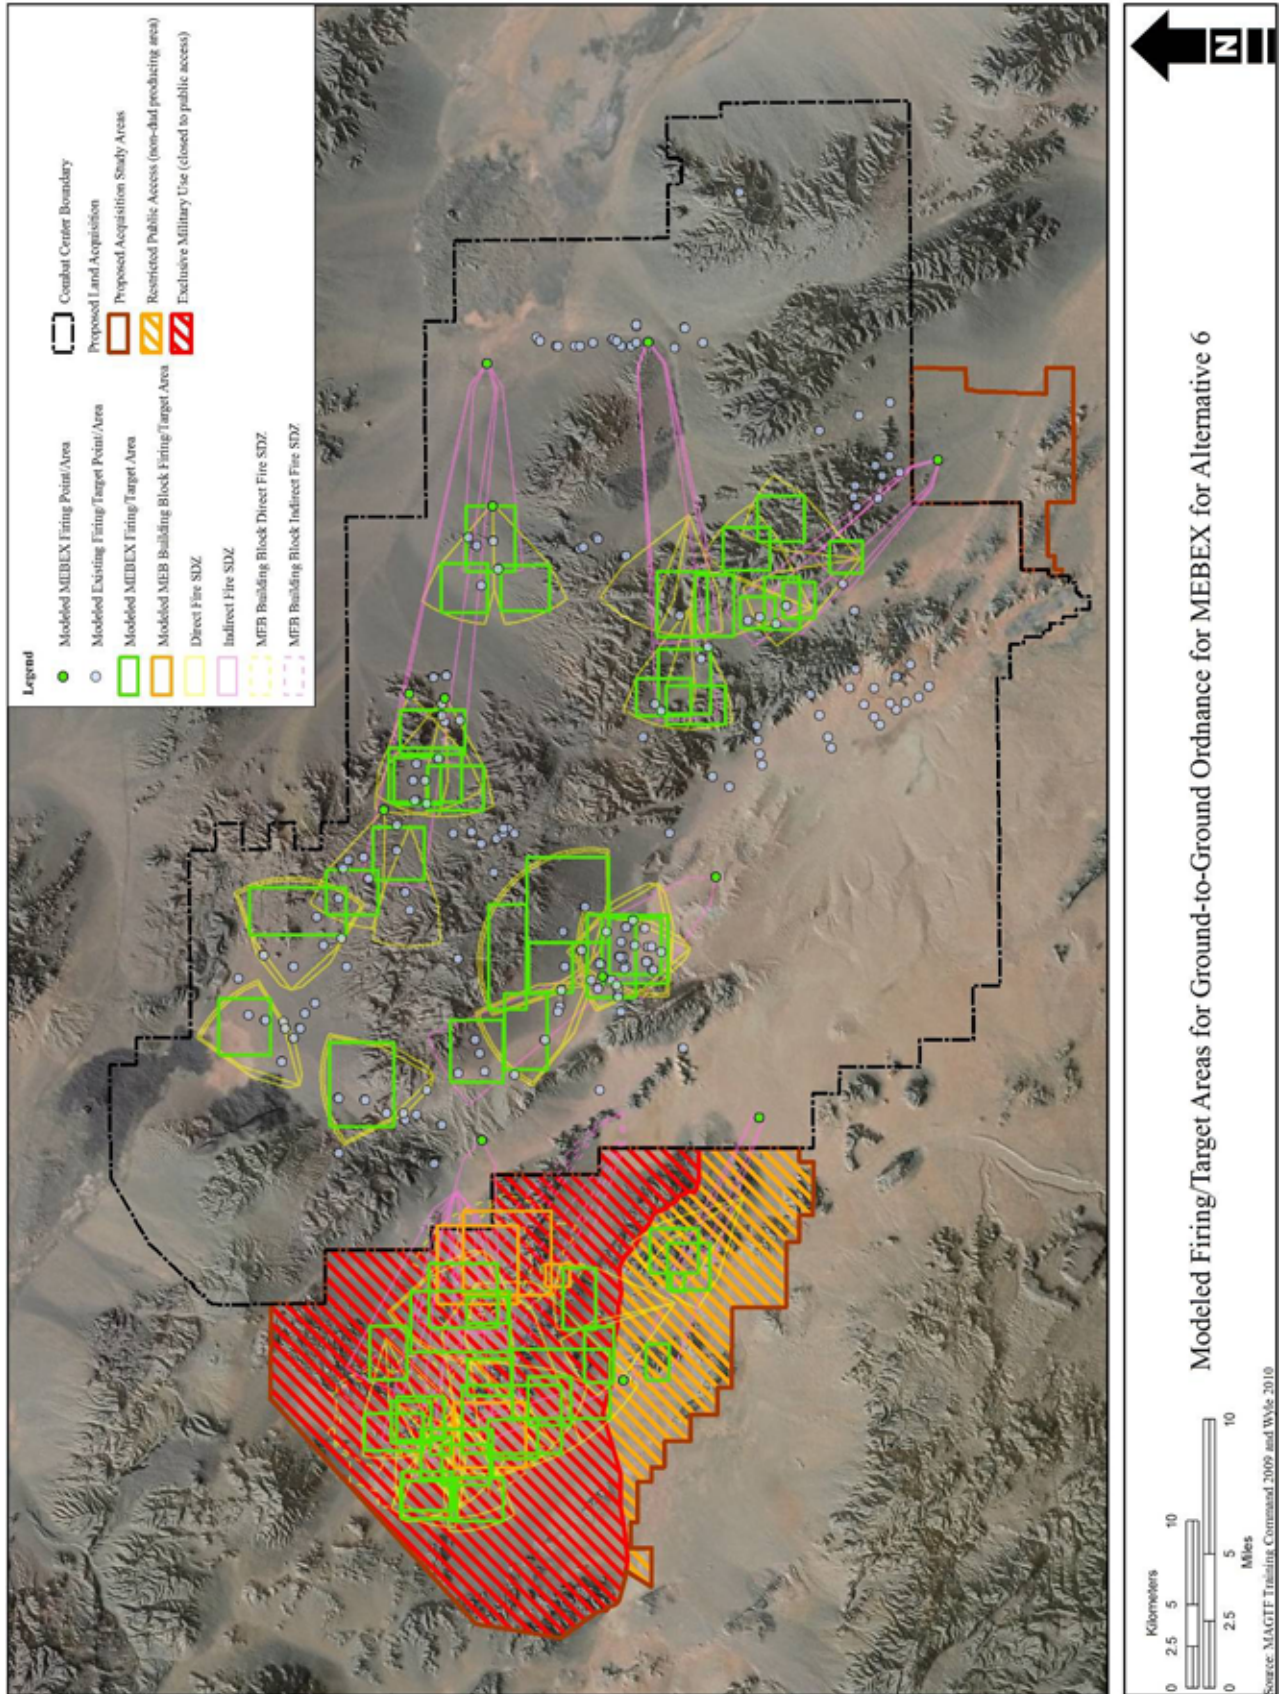 Legend
Modeled MEBEX Firing Point/Area
Modeled Existing Firing/Target Point/Area
Modeled MEBEX Firing/Target Area
Modeled MEB Building Block Firing/Target Area
Direct Fire SDZ
Indirect Fire SDZ
MEB Building Block Direct Fire SDZ
MEB Building Block Indirect Fire SDZ
Combat Center Boundary
Proposed Land Acquisition
Proposed Acquisition Study Areas
Restricted Public Access (non-dud producing area)
Exclusive Military Use (closed to public access)
Kilometers
0 2.5 5 10
0 2.5 5 10
Miles
Source: MAGTF Training Command 2009 and Wyle 2010
Modeled Firing/Target Areas for Ground-to-Ground Ordnance for MEBEX for Alternative 6
N